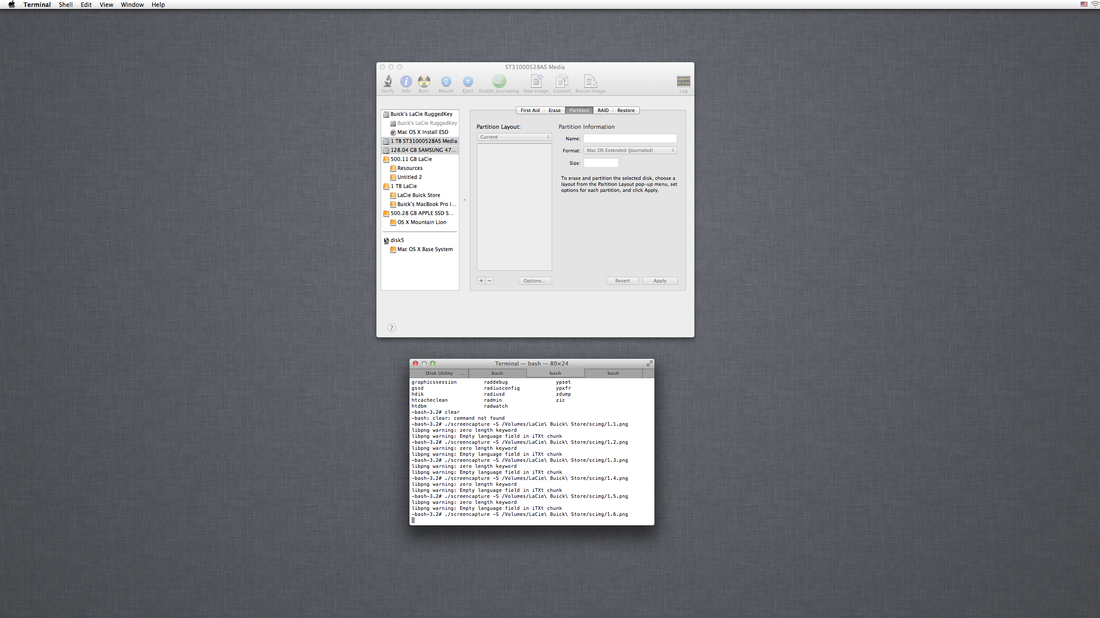 Terminal Shell Edit View Window Help
ST31000528AS Media
Verify Info Burn Mount Eject Enable Journaling New Image Convert Resize Image Log
First Aid Erase Partition RAID Restore
Buick's LaCie RuggedKey
Buick's LaCie RuggedKey
Mac OS X Install ESD
1 TB ST31000528AS Media
128.04 GB SAMSUNG 47...
500.11 GB LaCie
Resources
Untitled 2
1 TB LaCie
LaCie Buick Store
Buick's MacBook Pro I...
500.28 GB APPLE SSD S...
OS X Mountain Lion
disk5
Mac OS X Base System
Partition Layout:
Current
Partition Information
Name:
Format: Mac OS Extended (Journaled)
Size:
To erase and partition the selected disk, choose a
layout from the Partition Layout pop-up menu, set
options for each partition, and click Apply.
+ −
Options...
Revert Apply
?
Terminal — bash — 80×24
Disk Utility bash bash bash
graphicssession raddebug ypset
gssd radiusconfig ypxfr
hdik radiusd zdump
htcacheclean radmin zic
htdbm radwatch
-bash-3.2# clear
-bash: clear: command not found
-bash-3.2# ./screencapture -S /Volumes/LaCie\ Buick\ Store/scimg/1.1.png
libpng warning: zero length keyword
libpng warning: Empty language field in iTXt chunk
-bash-3.2# ./screencapture -S /Volumes/LaCie\ Buick\ Store/scimg/1.2.png
libpng warning: zero length keyword
libpng warning: Empty language field in iTXt chunk
-bash-3.2# ./screencapture -S /Volumes/LaCie\ Buick\ Store/scimg/1.3.png
libpng warning: zero length keyword
libpng warning: Empty language field in iTXt chunk
-bash-3.2# ./screencapture -S /Volumes/LaCie\ Buick\ Store/scimg/1.4.png
libpng warning: zero length keyword
libpng warning: Empty language field in iTXt chunk
-bash-3.2# ./screencapture -S /Volumes/LaCie\ Buick\ Store/scimg/1.5.png
libpng warning: zero length keyword
libpng warning: Empty language field in iTXt chunk
-bash-3.2# ./screencapture -S /Volumes/LaCie\ Buick\ Store/scimg/1.6.png